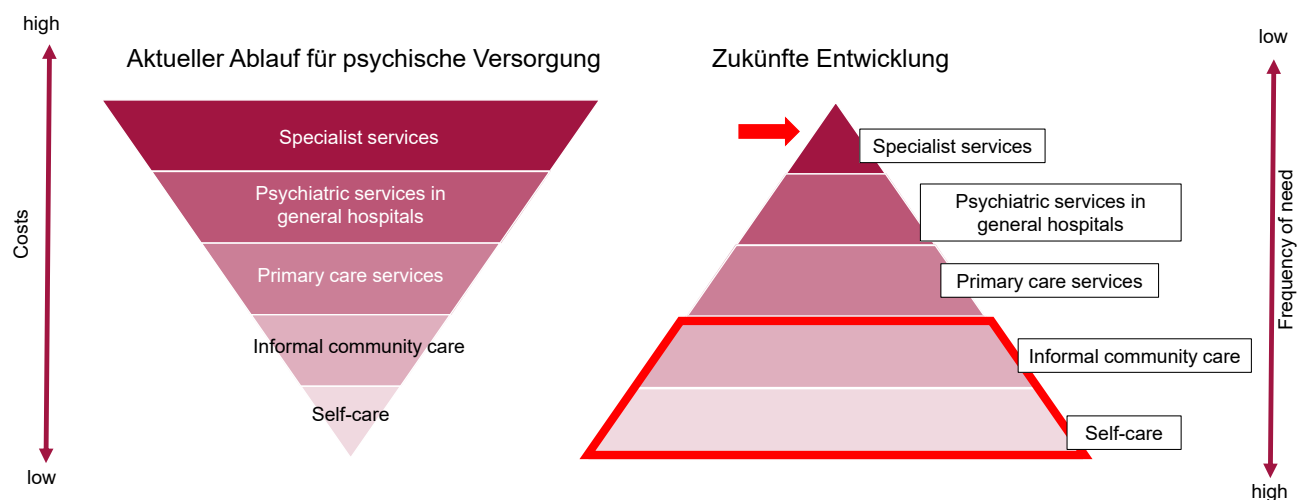 high
low
Aktueller Ablauf für psychische Versorgung
Zukünfte Entwicklung
Costs
Specialist services
Psychiatric services in
general hospitals
Primary care services
Informal community care
Self-care
Specialist services
Psychiatric services in
general hospitals
Primary care services
Informal community care
Self-care
Frequency of need
low
high